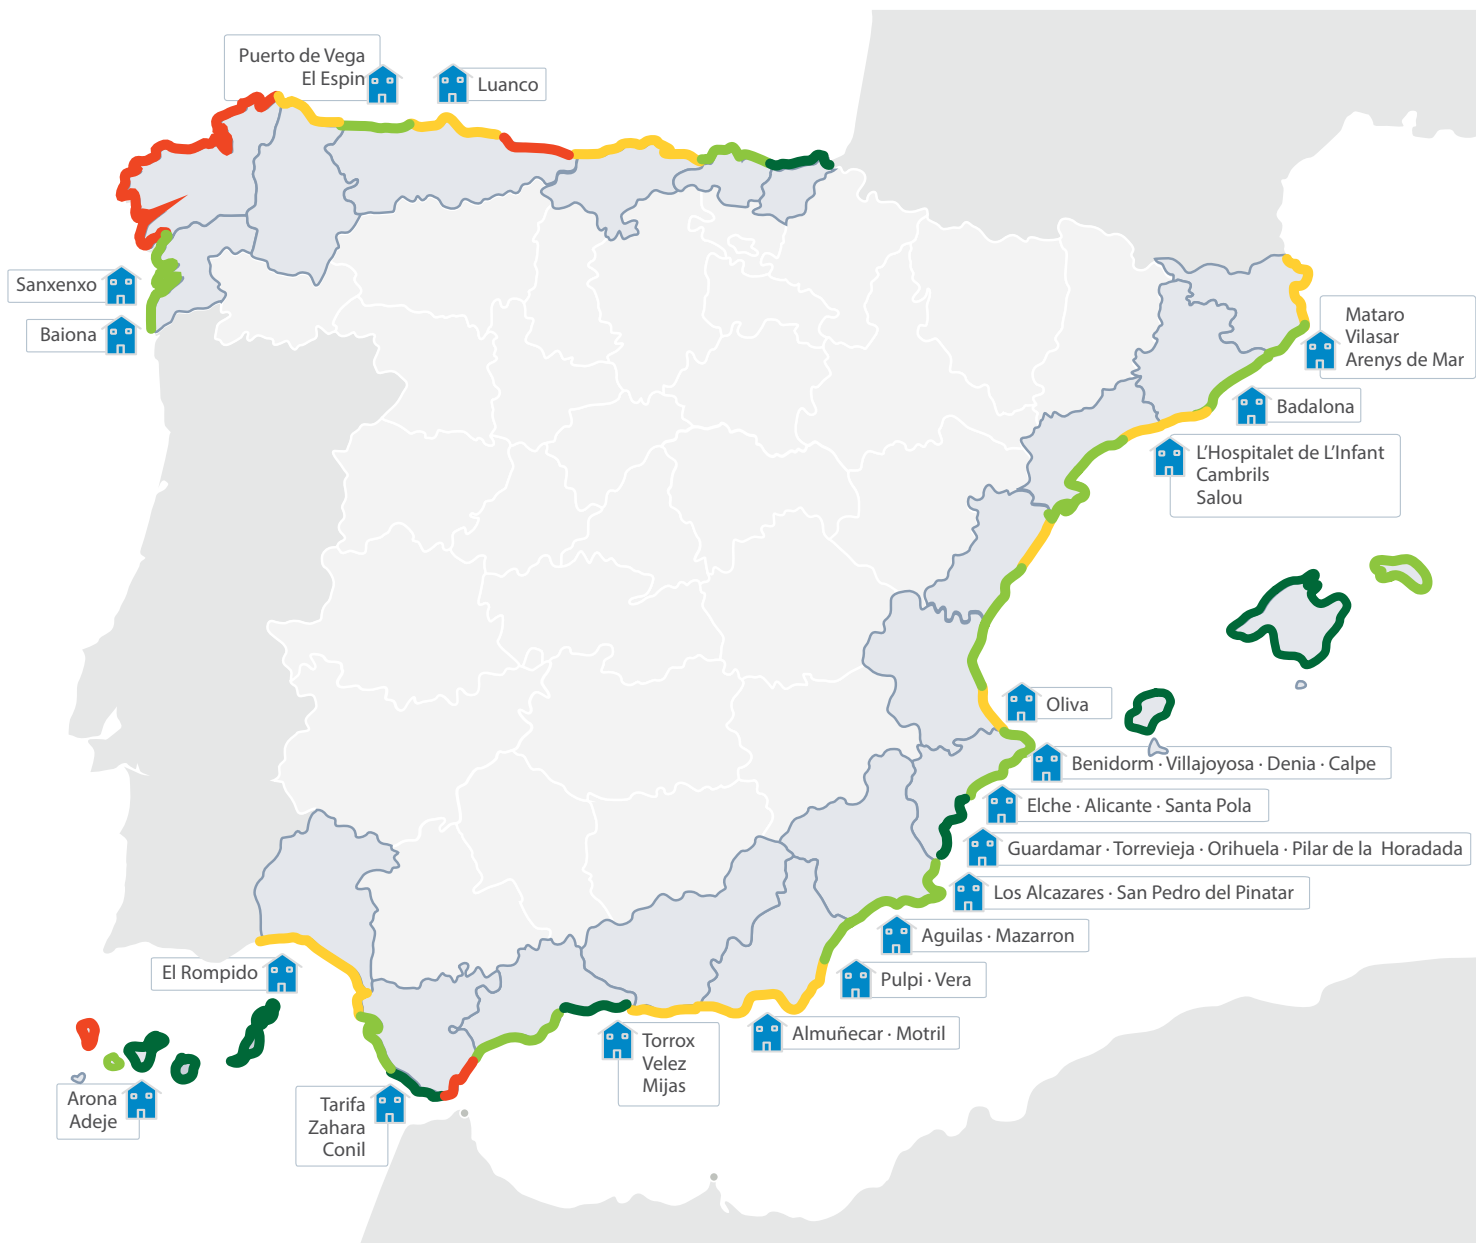 Puerto de Vega
El Espin
Luanco
Sanxenxo
Baiona
Mataro
Vilasar
Arenys de Mar
Badalona
L'Hospitalet de L'Infant
Cambrils
Salou
Oliva
Benidorm · Villajoyosa · Denia · Calpe
Elche · Alicante · Santa Pola
Guardamar · Torrevieja · Orihuela · Pilar de la Horadada
Los Alcazares · San Pedro del Pinatar
Aguilas · Mazarron
El Rompido
Pulpi · Vera
Almuñecar · Motril
Torrox
Velez
Mijas
Arona
Adeje
Tarifa
Zahara
Conil